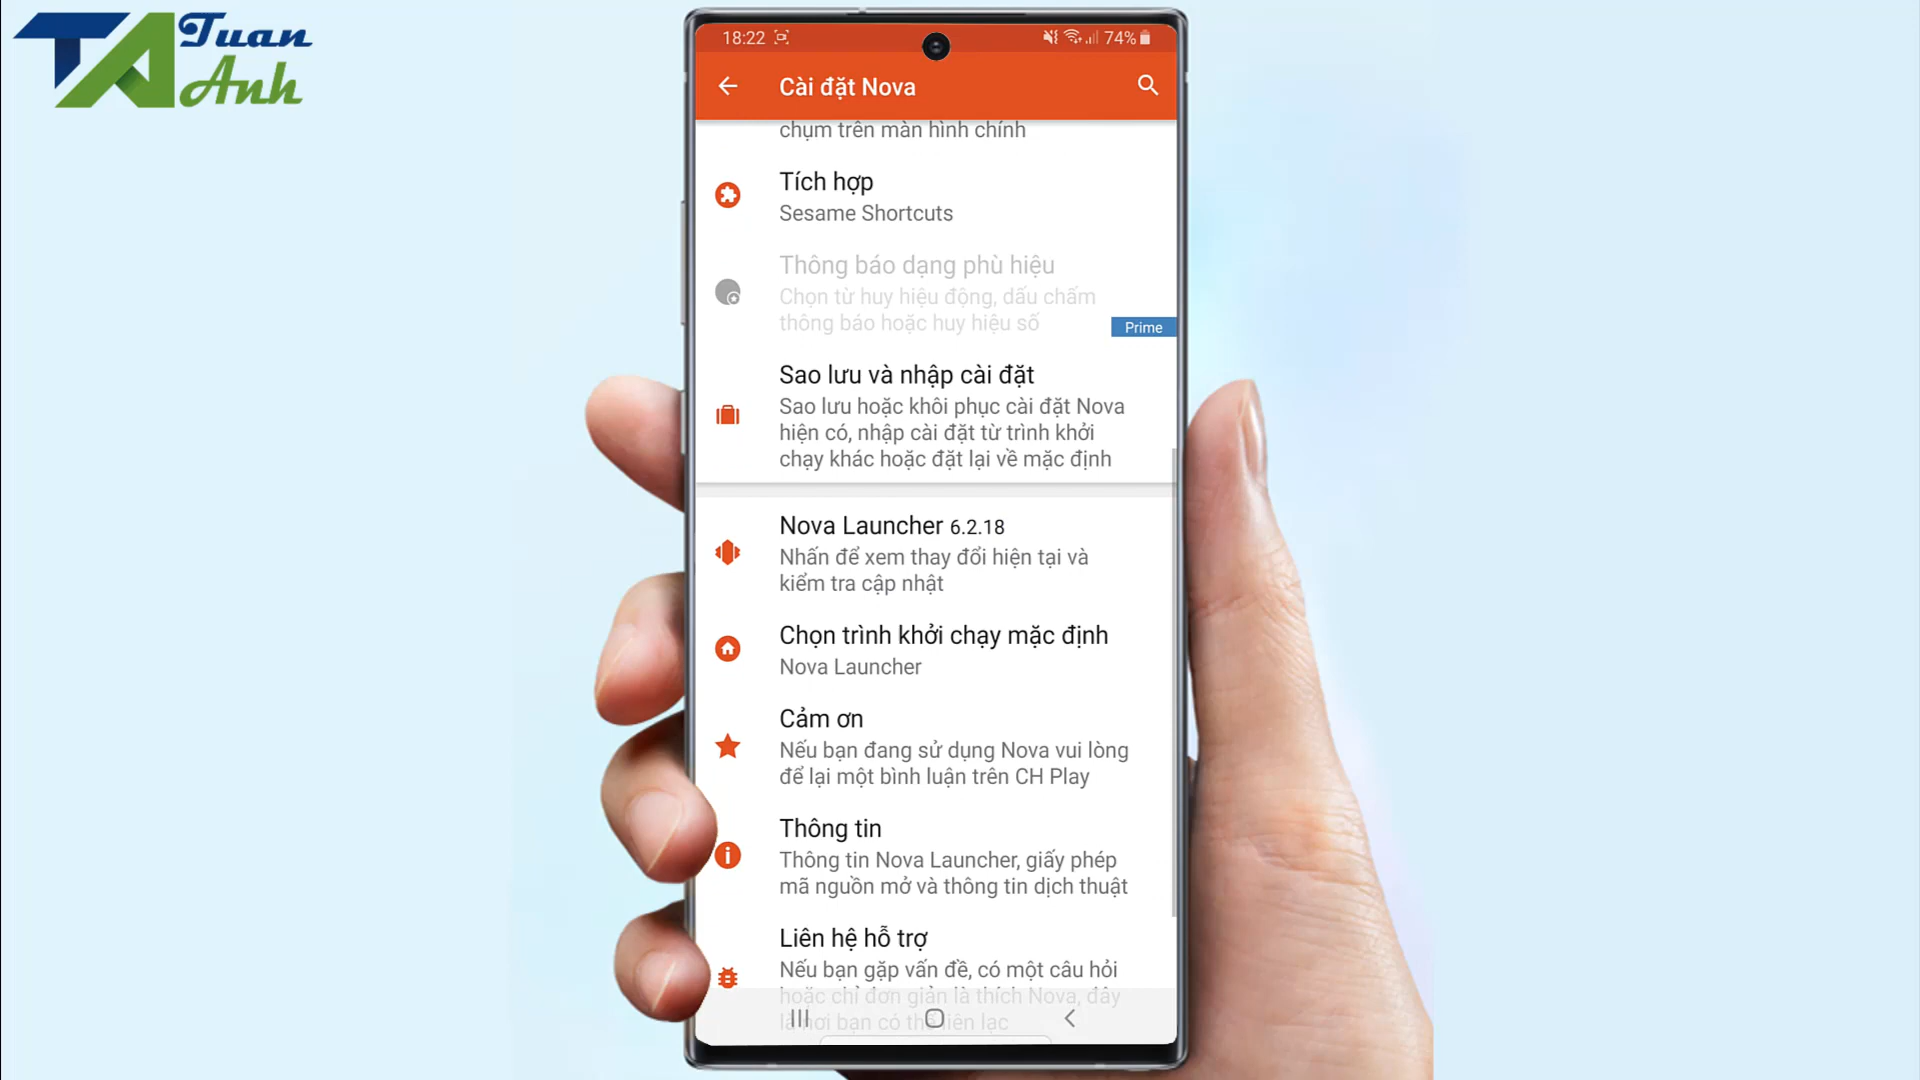 Tuan
Anh
18:22
74%
Cài đặt Nova
chụm trên màn hình chính
Tích hợp
Sesame Shortcuts
Thông báo dạng phù hiệu
Chọn từ huy hiệu động, dấu chấm
thông báo hoặc huy hiệu số
Prime
Sao lưu và nhập cài đặt
Sao lưu hoặc khôi phục cài đặt Nova
hiện có, nhập cài đặt từ trình khởi
chạy khác hoặc đặt lại về mặc định
Nova Launcher 6.2.18
Nhấn để xem thay đổi hiện tại và
kiểm tra cập nhật
Chọn trình khởi chạy mặc định
Nova Launcher
Cảm ơn
Nếu bạn đang sử dụng Nova vui lòng
để lại một bình luận trên CH Play
Thông tin
Thông tin Nova Launcher, giấy phép
mã nguồn mở và thông tin dịch thuật
Liên hệ hỗ trợ
Nếu bạn gặp vấn đề, có một câu hỏi
hoặc chỉ đơn giản là thích Nova, đây
là nơi bạn có thể liên lạc